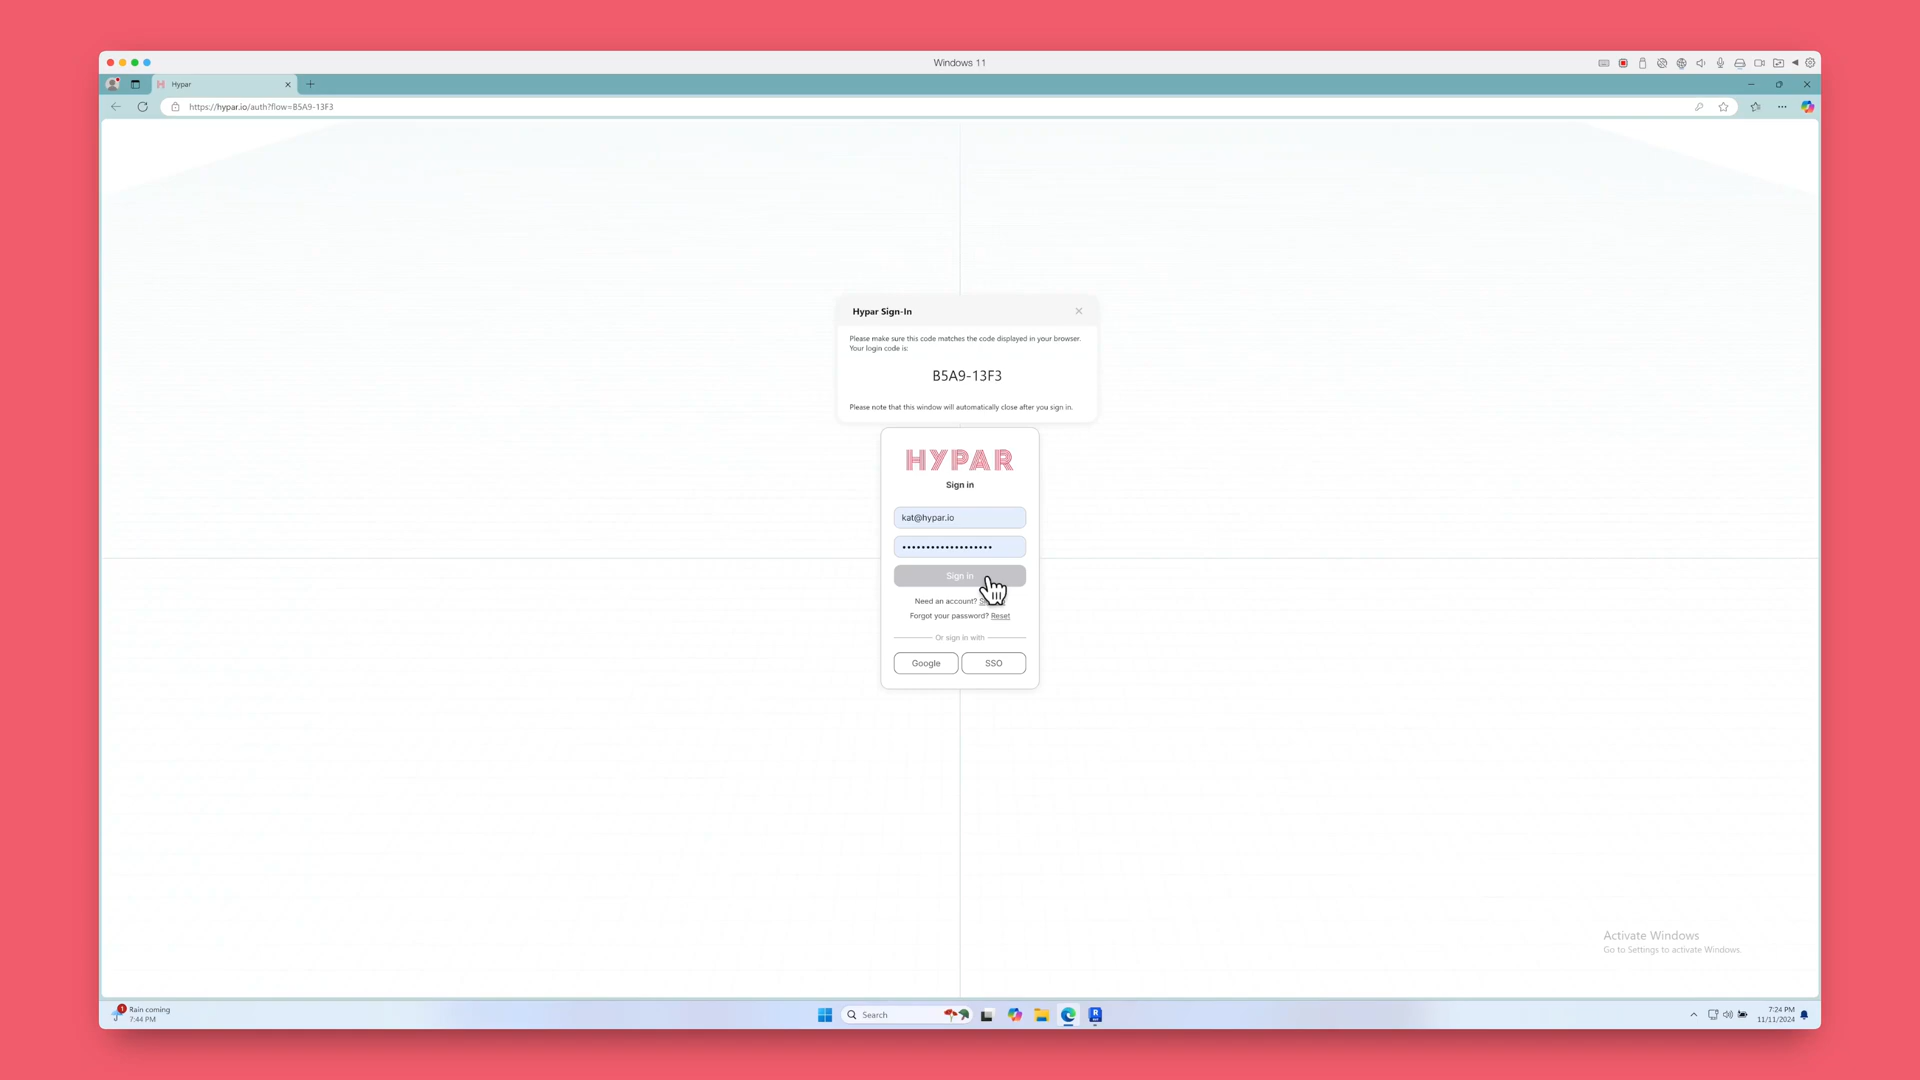 Windows 11
Hypar
https://hypar.io/auth?flow=B5A9-13F3
Hypar Sign-In
Please make sure this code matches the code displayed in your browser.
Your login code is:
B5A9-13F3
Please note that this window will automatically close after you sign in.
HYPAR
Sign in
kat@hypar.io
Sign in
Need an account?
Forgot your password? Reset
Or sign in with
Google SSO
Activate Windows
Go to Settings to activate Windows.
1
Rain coming
7:44 PM
Search
R
7:24 PM
11/11/2024